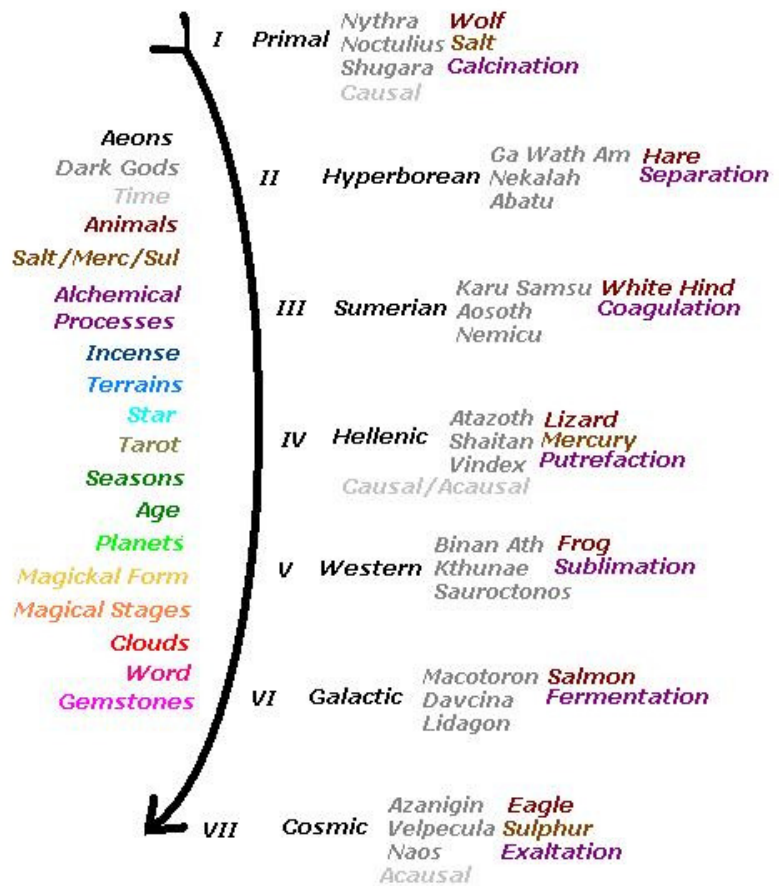 I Primal Nythra Wolf
Noctulius Salt
Shugara Calcination
Causal
Aeons
Dark Gods
Time
Animals
Salt/Merc/Sul
Alchemical
Processes
Incense
Terrains
Star
Tarot
Seasons
Age
Planets
Magickal Form
Magical Stages
Clouds
Word
Gemstones
II Hyperborean Ga Wath Am Hare
Nekalah Separation
Abatu
III Sumerian Karu Samsu White Hind
Aosoth Coagulation
Nemicu
IV Hellenic Atazoth Lizard
Shaitan Mercury
Vindex Putrefaction
Causal/Acausal
V Western Binan Ath Frog
Kthunae Sublimation
Sauroctonos
VI Galactic Macotoron Salmon
Davcina Fermentation
Lidagon
VII Cosmic Azanigin Eagle
Velpecula Sulphur
Naos Exaltation
Acausal